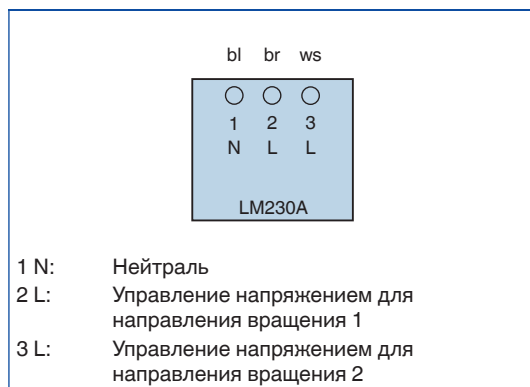 bl br ws
1 2 3
N L L
LM230A
1 N: Нейтраль
2 L: Управление напряжением для
направления вращения 1
3 L: Управление напряжением для
направления вращения 2